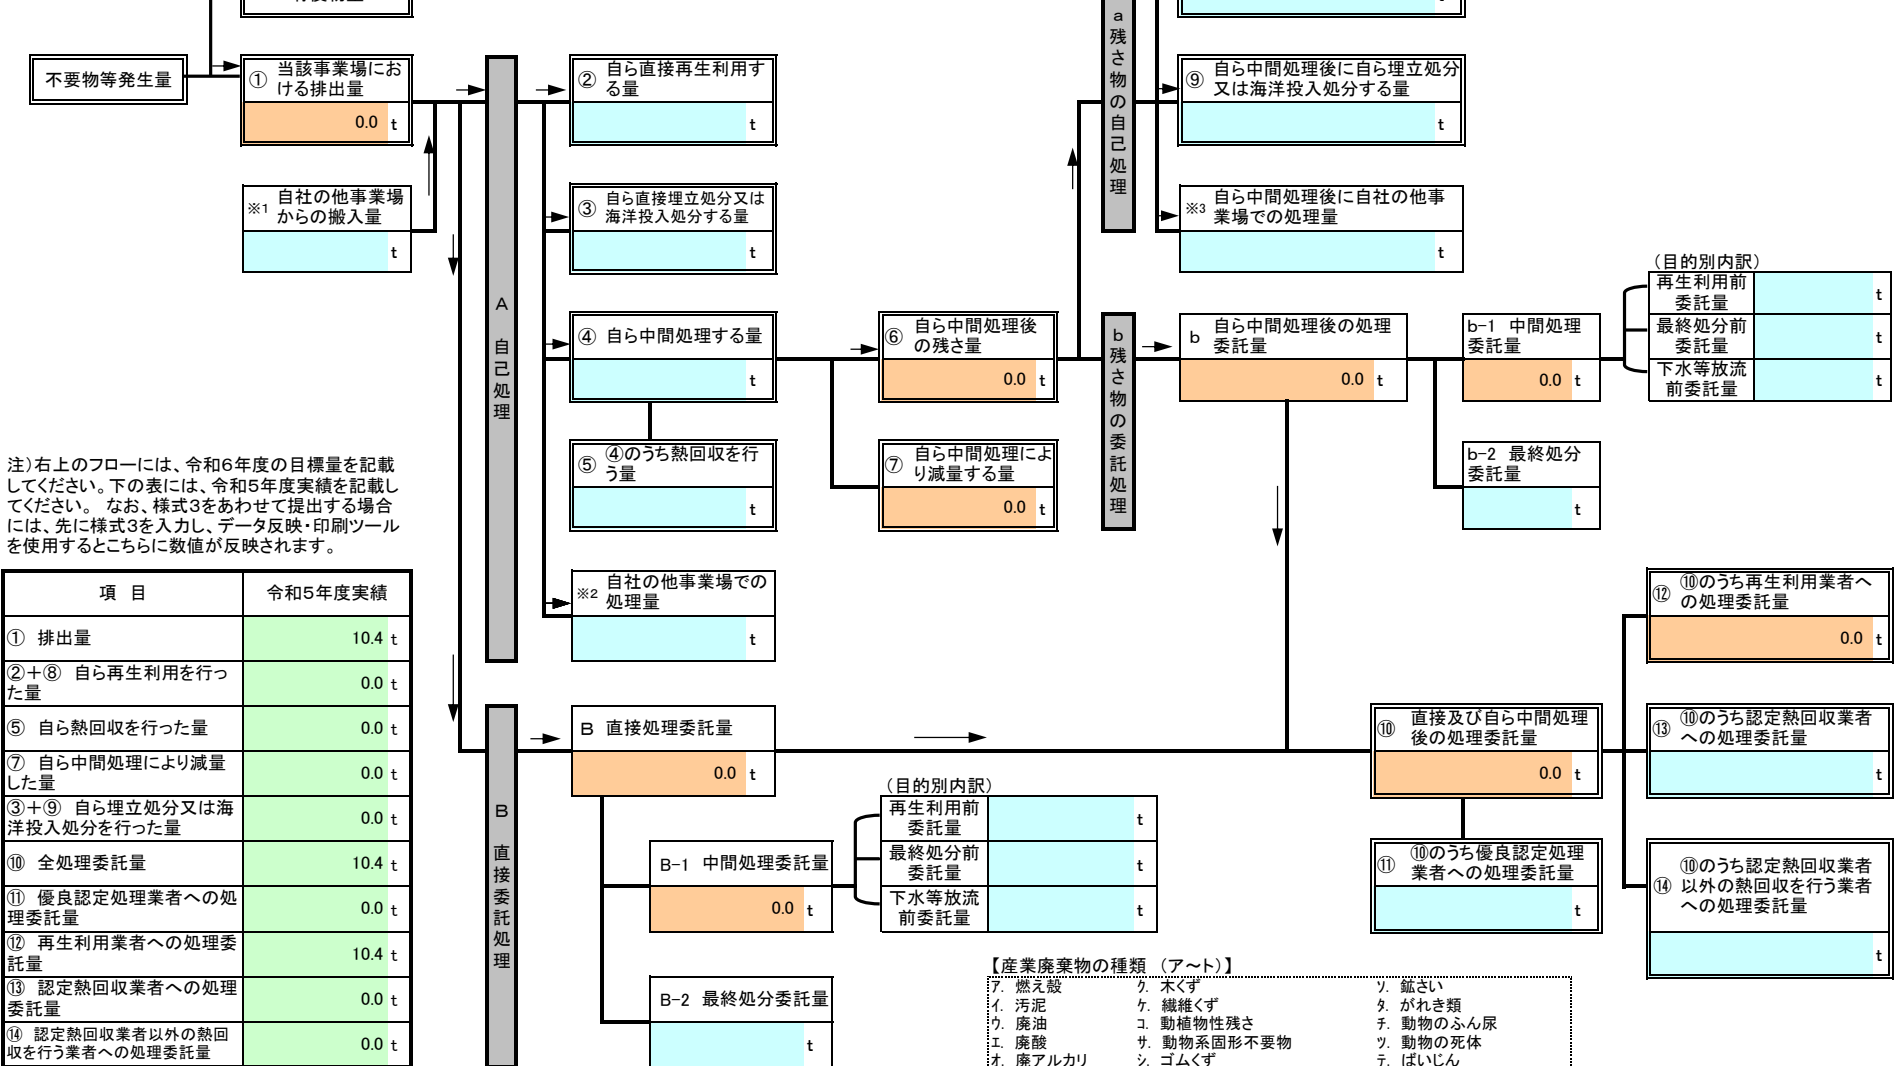 不要物等発生量
① 当該事業場にお
ける排出量
0.0 t
※1 自社の他事業場
からの搬入量
t
A 自己処理
② 自ら直接再生利用す
る量
t
③ 自ら直接埋立処分又は
海洋投入処分する量
t
④ 自ら中間処理する量
t
⑤ ④のうち熱回収を行
う量
t
※2 自社の他事業場での
処理量
t
⑥ 自ら中間処理後
の残さ量
0.0 t
⑦ 自ら中間処理によ
り減量する量
0.0 t
a 残さ物の自己処理
t
⑨ 自ら中間処理後に自ら埋立処分
又は海洋投入処分する量
t
※3 自ら中間処理後に自社の他事
業場での処理量
t
b 残さ物の委託処理
b 自ら中間処理後の処理
委託量
0.0 t
b-1 中間処理
委託量
0.0 t
b-2 最終処分
委託量
t
(目的別内訳)
再生利用前
委託量
t
最終処分前
委託量
t
下水等放流
前委託量
t
注)右上のフローには、令和6年度の目標量を記載
してください。下の表には、令和5年度実績を記載し
てください。 なお、様式3をあわせて提出する場合
には、先に様式3を入力し、データ反映・印刷ツール
を使用するとこちらに数値が反映されます。
項 目 令和5年度実績
① 排出量 10.4 t
②+⑧ 自ら再生利用を行っ
た量
0.0 t
⑤ 自ら熱回収を行った量 0.0 t
⑦ 自ら中間処理により減量
した量
0.0 t
③+⑨ 自ら埋立処分又は海
洋投入処分を行った量
0.0 t
⑩ 全処理委託量 10.4 t
⑪ 優良認定処理業者への処
理委託量
0.0 t
⑫ 再生利用業者への処理委
託量
10.4 t
⑬ 認定熱回収業者への処理
委託量
0.0 t
⑭ 認定熱回収業者以外の熱回
収を行う業者への処理委託量
0.0 t
B 直接委託処理
B 直接処理委託量
0.0 t
B-1 中間処理委託量
0.0 t
B-2 最終処分委託量
t
(目的別内訳)
再生利用前
委託量
t
最終処分前
委託量
t
下水等放流
前委託量
t
⑩ 直接及び自ら中間処理
後の処理委託量
0.0 t
⑪ ⑩のうち優良認定処理
業者への処理委託量
t
⑫ ⑩のうち再生利用業者へ
の処理委託量
0.0 t
⑬ ⑩のうち認定熱回収業者
への処理委託量
t
⑭ ⑩のうち認定熱回収業者
以外の熱回収を行う業者
への処理委託量
t
【産業廃棄物の種類 (ア~ト)】
ア. 燃え殻 ク. 木くず ソ. 鉱さい
イ. 汚泥 ケ. 繊維くず タ. がれき類
ウ. 廃油 コ. 動植物性残さ チ. 動物のふん尿
エ. 廃酸 サ. 動物系固形不要物 ツ. 動物の死体
オ. 廃アルカリ シ. ゴムくず テ. ばいじん